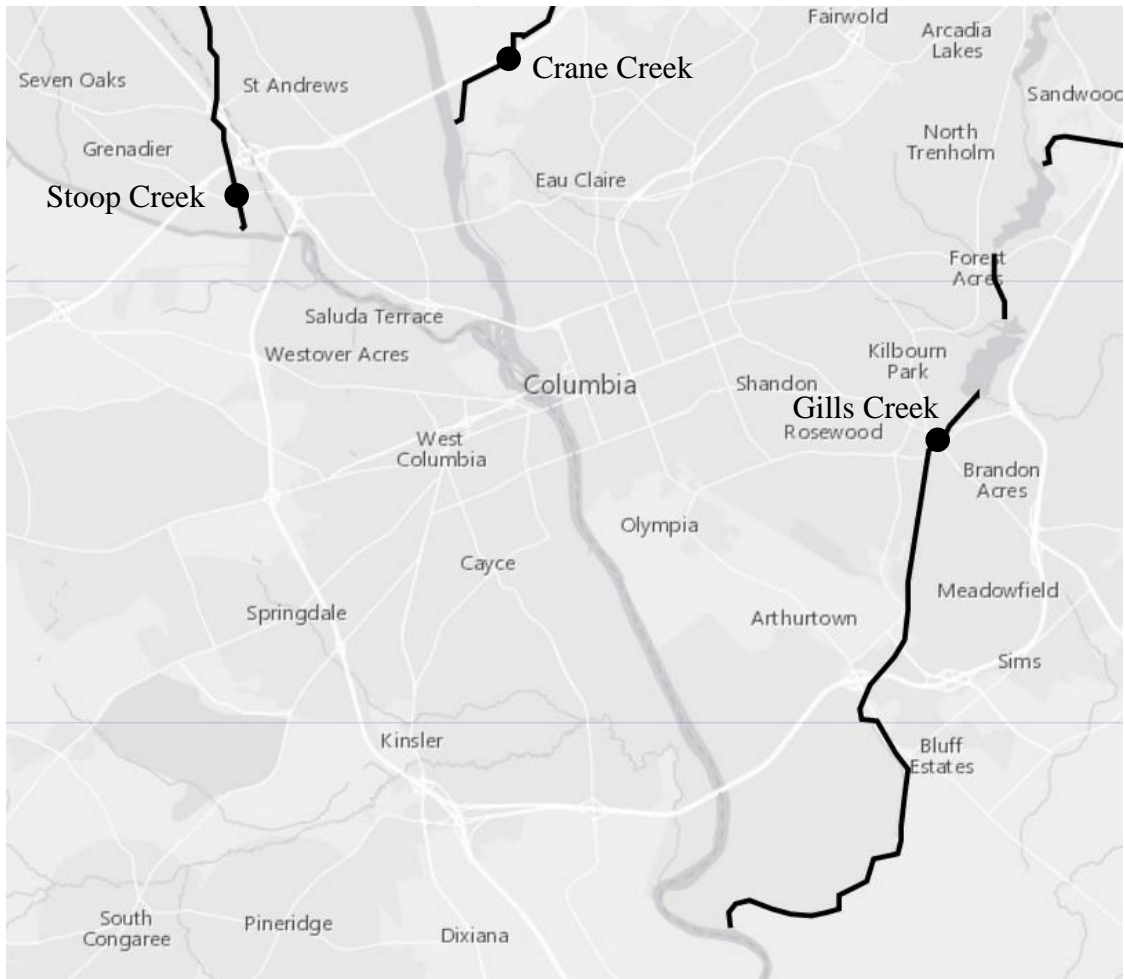 Fairwold
Arcadia
Lakes
Crane Creek
Seven Oaks
St Andrews
Sandwood
North
Trenholm
Grenadier
Eau Claire
Stoop Creek
Forest
Acres
Saluda Terrace
Westover Acres
Kilbourn
Park
Columbia
Shandon
Gills Creek
Rosewood
West
Columbia
Brandon
Acres
Olympia
Cayce
Meadowfield
Springdale
Arthurtown
Sims
Kinsler
Bluff
Estates
South
Congaree
Pineridge
Dixiana